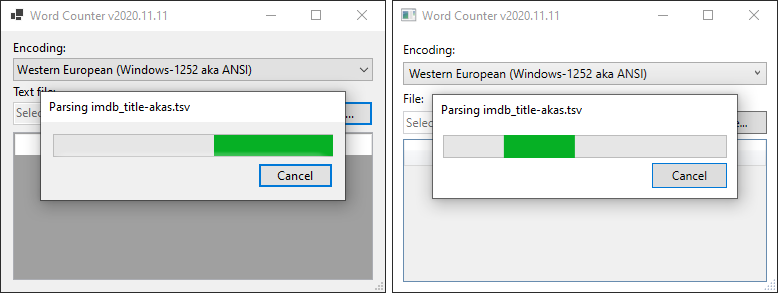 Word Counter v2020.11.11
Encoding:
Western European (Windows-1252 aka ANSI)
Text file:
Selec
...
Parsing imdb_title-akas.tsv
Cancel
Word Counter v2020.11.11
Encoding:
Western European (Windows-1252 aka ANSI)
File:
Selec
e...
Parsing imdb_title-akas.tsv
Cancel